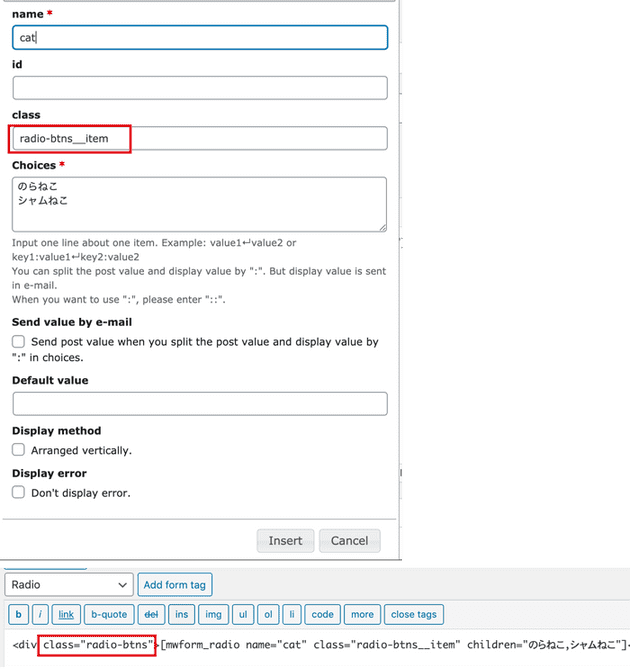 name *
cat
id
class
radio-btns__item
Choices *
のらねこ
シャムねこ
Input one line about one item. Example: value1↵value2 or
key1:value1↵key2:value2
You can split the post value and display value by ":". But display value is sent
in e-mail.
When you want to use ":", please enter "::".
Send value by e-mail
Send post value when you split the post value and display value by
":" in choices.
Default value
Display method
Arranged vertically.
Display error
Don't display error.
Insert Cancel
Radio Add form tag
b i link b-quote del ins img ul ol li code more close tags
<div class="radio-btns">[mwform_radio name="cat" class="radio-btns__item" children="のらねこ,シャムねこ"]<